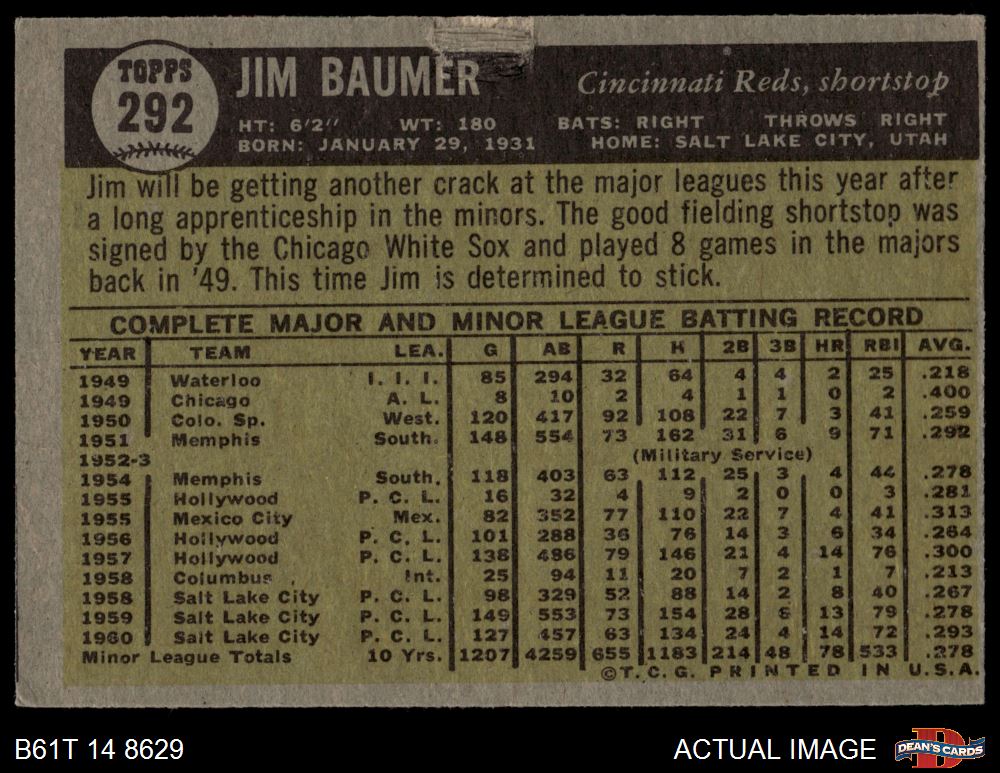 TOPPS
292
JIM BAUMER
Cincinnati Reds, shortstop
HT: 6'2" WT: 180 BATS: RIGHT THROWS RIGHT
BORN: JANUARY 29, 1931 HOME: SALT LAKE CITY, UTAH
Jim will be getting another crack at the major leagues this year after
a long apprenticeship in the minors. The good fielding shortstop was
signed by the Chicago White Sox and played 8 games in the majors
back in '49. This time Jim is determined to stick.
COMPLETE MAJOR AND MINOR LEAGUE BATTING RECORD
YEAR TEAM LEA. G AB R H 2B 3B HR RBI AVG.
1949 Waterloo I. I. I. 85 294 32 64 4 4 2 25 .218
1949 Chicago A. L. 8 10 2 4 1 1 0 2 .400
1950 Colo. Sp. West. 120 417 92 108 22 7 3 41 .259
1951 Memphis South. 148 554 73 162 31 6 9 71 .292
1952-3 (Military Service)
1954 Memphis South. 118 403 63 112 25 3 4 44 .278
1955 Hollywood P. C. L. 16 32 4 9 2 0 0 3 .281
1955 Mexico City Mex. 82 352 77 110 22 7 4 41 .313
1956 Hollywood P. C. L. 101 288 36 76 14 3 6 34 .264
1957 Hollywood P. C. L. 138 486 79 146 21 4 14 76 .300
1958 Columbus Int. 25 94 11 20 7 2 1 7 .213
1958 Salt Lake City P. C. L. 98 329 52 88 14 2 8 40 .267
1959 Salt Lake City P. C. L. 149 553 73 154 28 6 13 79 .278
1960 Salt Lake City P. C. L. 127 457 63 134 24 4 14 72 .293
Minor League Totals 10 Yrs. 1207 4259 655 1183 214 48 78 533 .278
©T.C.G. PRINTED IN U.S.A.
B61T 14 8629
ACTUAL IMAGE
DEAN'S CARDS